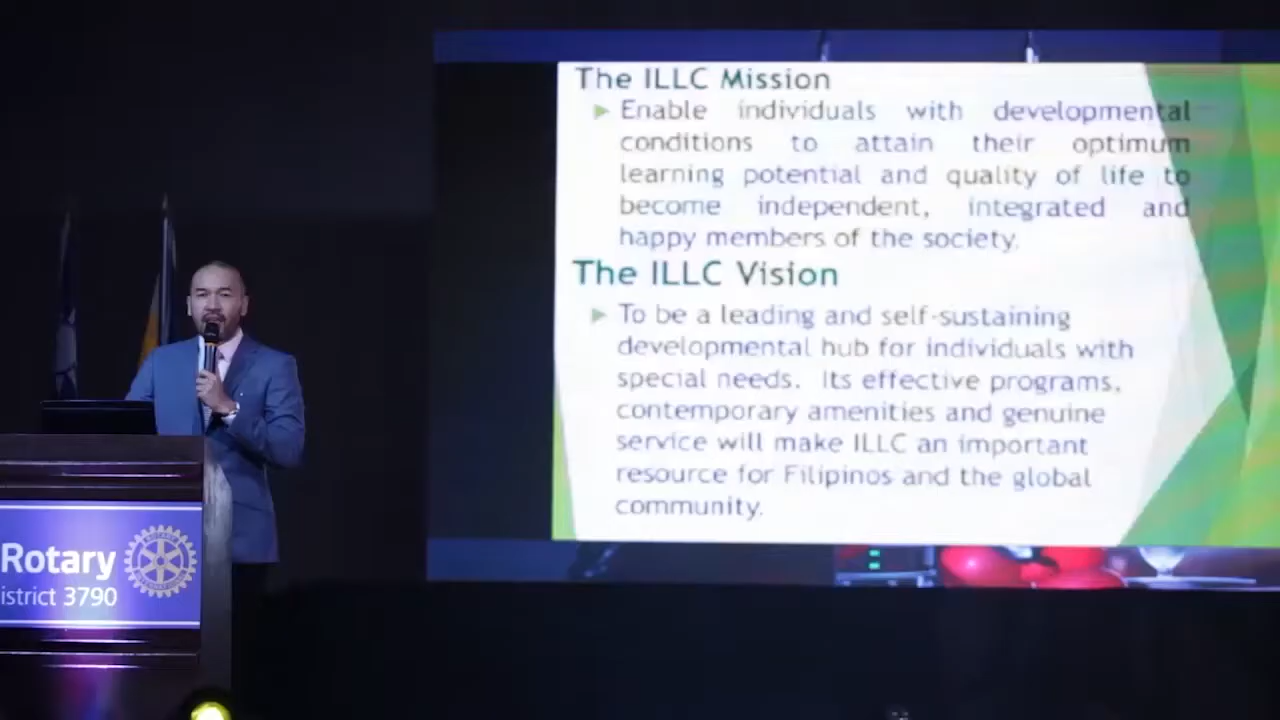 The ILLC Mission
Enable individuals with developmental
conditions to attain their optimum
learning potential and quality of life to
become independent, integrated and
happy members of the society.
The ILLC Vision
To be a leading and self-sustaining
developmental hub for individuals with
special needs. Its effective programs,
contemporary amenities and genuine
service will make ILLC an important
resource for Filipinos and the global
community.
Rotary
istrict 3790